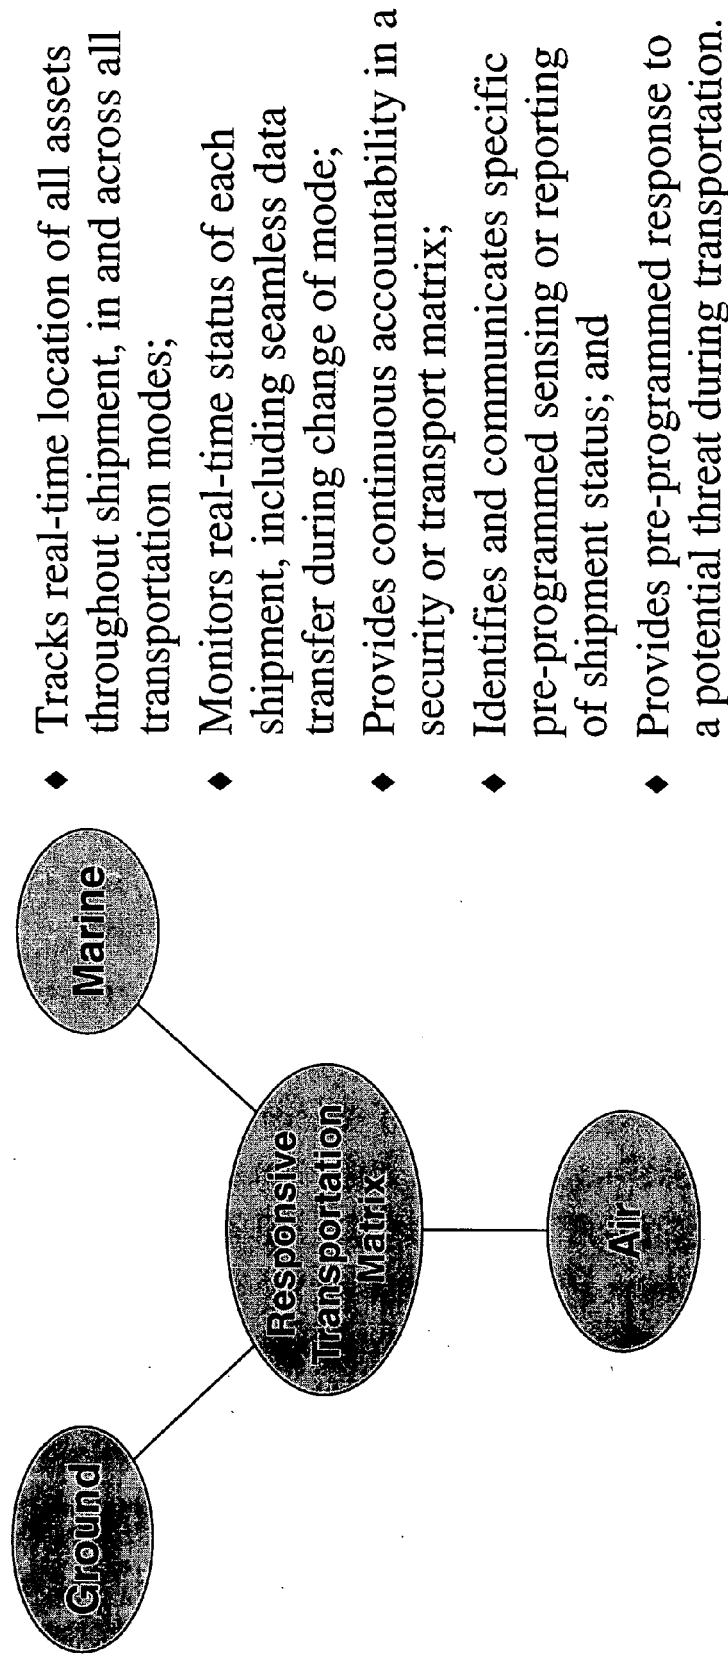 Ground
Marine
Responsive
Transportation
Matrix
Air
♦ Tracks real-time location of all assets
throughout shipment, in and across all
transportation modes;
♦ Monitors real-time status of each
shipment, including seamless data
transfer during change of mode;
♦ Provides continuous accountability in a
security or transport matrix;
♦ Identifies and communicates specific
pre-programmed sensing or reporting
of shipment status; and
♦ Provides pre-programmed response to
a potential threat during transportation.